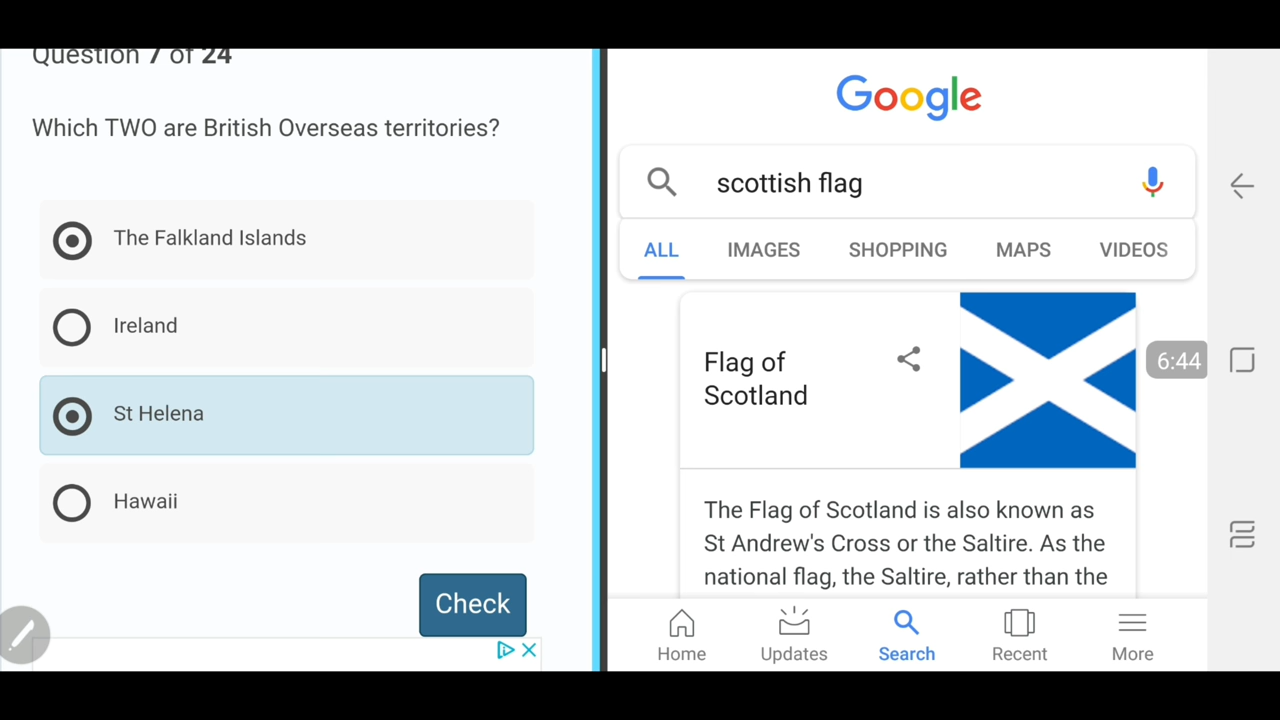 Question 7 of 24
Which TWO are British Overseas territories?
The Falkland Islands
Ireland
St Helena
Hawaii
Check
Google
scottish flag
ALL IMAGES SHOPPING MAPS VIDEOS
Flag of
Scotland
6:44
The Flag of Scotland is also known as
St Andrew's Cross or the Saltire. As the
national flag, the Saltire, rather than the
Home Updates Search Recent More